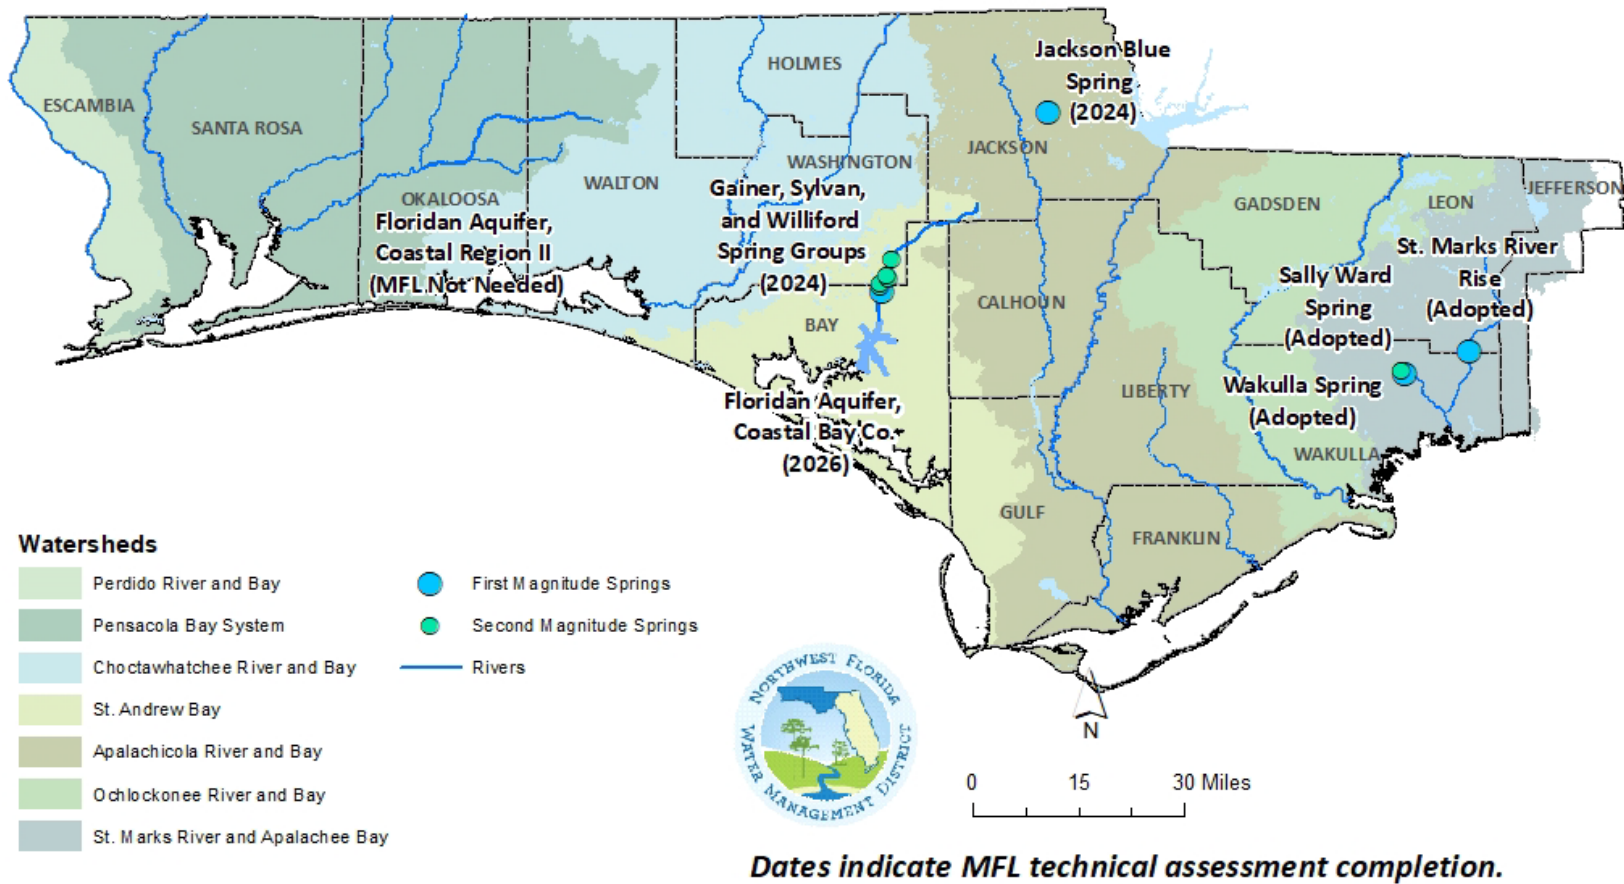 Jackson Blue
Spring
(2024)
HOLMES
ESCAMBIA
SANTA ROSA
JACKSON
WASHINGTON
WALTON
OKALOOSA
GADSDEN
LEON
JEFFERSON
Gainer, Sylvan,
and Williford
Spring Groups
(2024)
Floridan Aquifer,
Coastal Region II
(MFL Not Needed)
St. Marks River
Rise
(Adopted)
Sally Ward
Spring
(Adopted)
CALHOUN
BAY
LIBERTY
Wakulla Spring
(Adopted)
Floridan Aquifer,
Coastal Bay Co.
(2026)
WAKULLA
GULF
FRANKLIN
Watersheds
Perdido River and Bay
Pensacola Bay System
Choctawhatchee River and Bay
St. Andrew Bay
Apalachicola River and Bay
Ochlockonee River and Bay
St. Marks River and Apalachee Bay
First Magnitude Springs
Second Magnitude Springs
Rivers
NORTHWEST FLORIDA
WATER MANAGEMENT DISTRICT
N
0 15 30 Miles
Dates indicate MFL technical assessment completion.